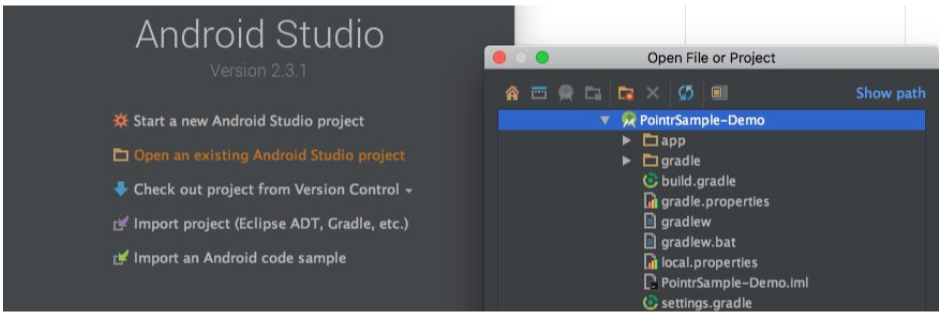 Android Studio
Version 2.3.1
Start a new Android Studio project
Open an existing Android Studio project
Check out project from Version Control
Import project (Eclipse ADT, Gradle, etc.)
Import an Android code sample
Open File or Project
Show path
PointrSample-Demo
app
gradle
build.gradle
gradle.properties
gradlew
gradlew.bat
local.properties
PointrSample-Demo.iml
settings.gradle